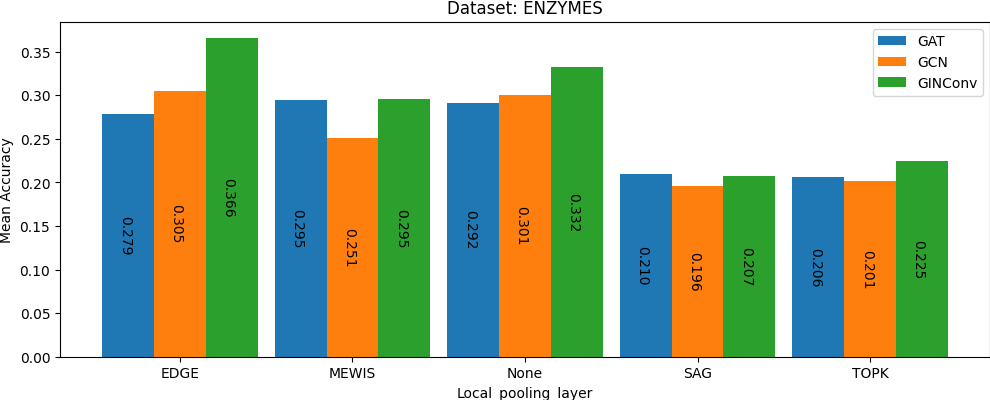 Dataset: ENZYMES
Mean Accuracy
0.35
0.30
0.25
0.20
0.15
0.10
0.05
0.00
GAT
GCN
GINConv
0.279
0.305
0.366
0.295
0.251
0.295
0.292
0.301
0.332
0.210
0.196
0.207
0.206
0.201
0.225
EDGE
MEWIS
None
SAG
TOPK
Local_pooling_layer